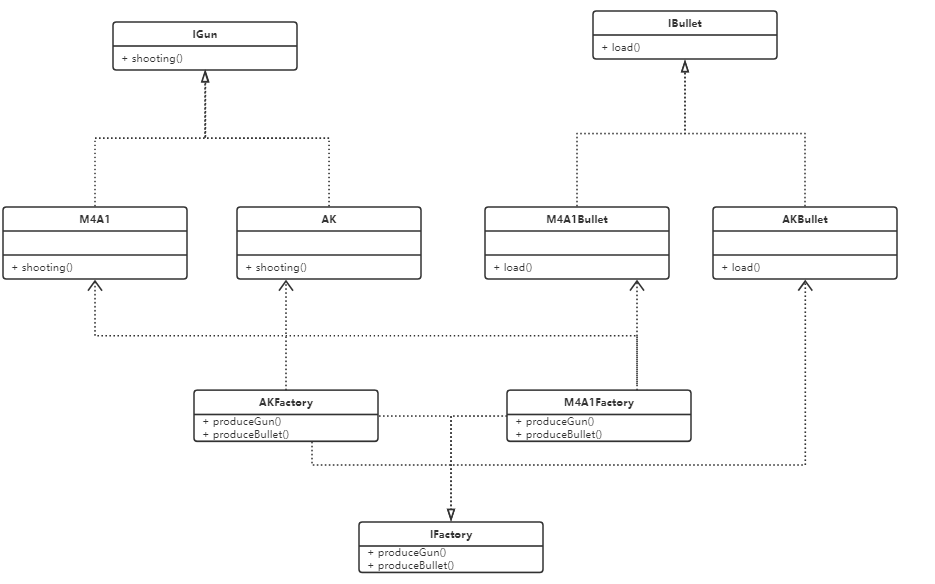 IGun
+ shooting()
IBullet
+ load()
M4A1
+ shooting()
AK
+ shooting()
M4A1Bullet
+ load()
AKBullet
+ load()
AKFactory
+ produceGun()
+ produceBullet()
M4A1Factory
+ produceGun()
+ produceBullet()
IFactory
+ produceGun()
+ produceBullet()